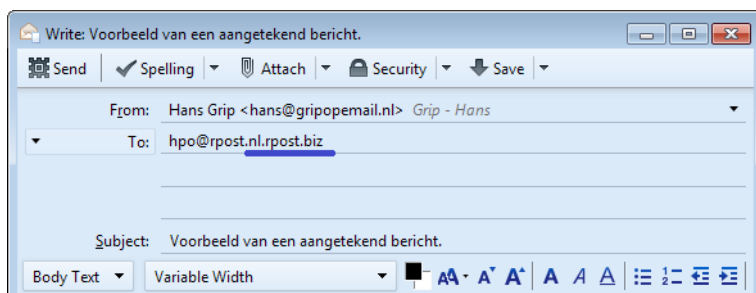 Write: Voorbeeld van een aangetekend bericht.
Send Spelling Attach Security Save
From: Hans Grip <hans@gripopemail.nl> Grip - Hans
To: hpo@rpost.nl.rpost.biz
Subject: Voorbeeld van een aangetekend bericht.
Body Text Variable Width